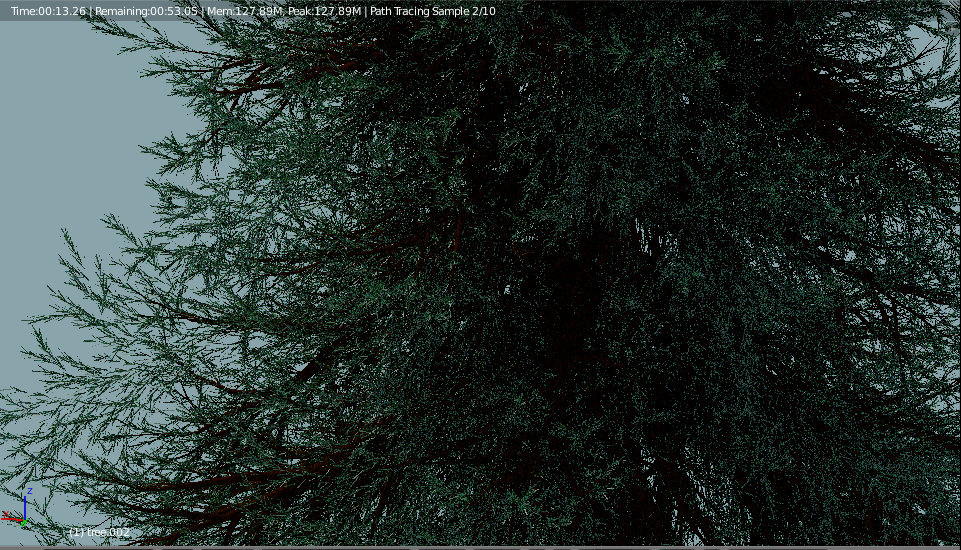 Time:00:13.26 | Remaining:00:53.05 | Mem:127.89M, Peak:127.89M | Path Tracing Sample 2/10
z
(1) tree.002